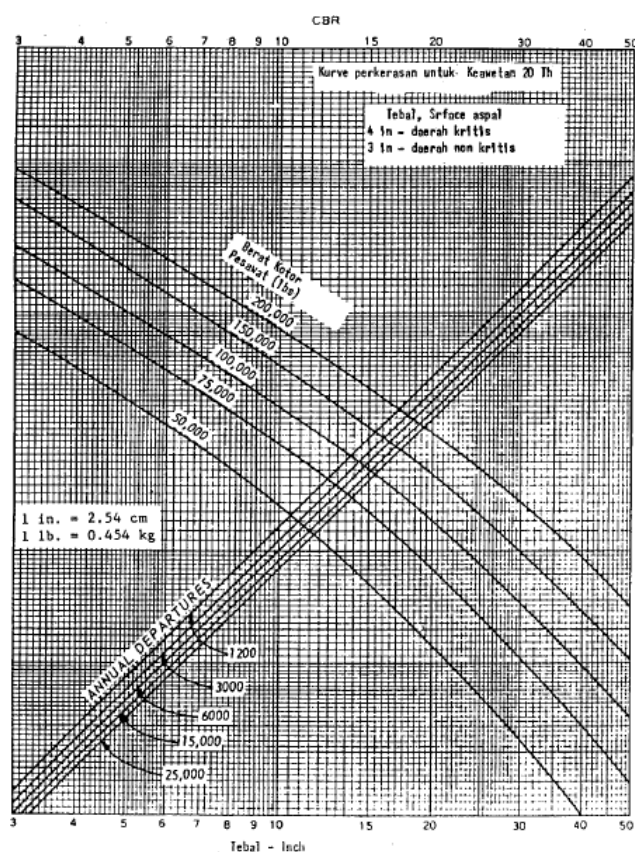 CBR
3 4 5 6 7 8 9 10 15 20 30 40 50
Kurve perkerasan untuk Keawetan 20 Th
Tebal, Srface aspal
4 in - daerah kritis
3 in - daerah non kritis
Berat Kotor
Pesawat (lbs)
200,000
150,000
100,000
75,000
50,000
1 in. = 2.54 cm
1 lb. = 0.454 kg
ANNUAL DEPARTURES
1200
3000
6000
15,000
25,000
3 4 5 6 7 8 9 10 15 20 30 40 50
Tebal - Inch